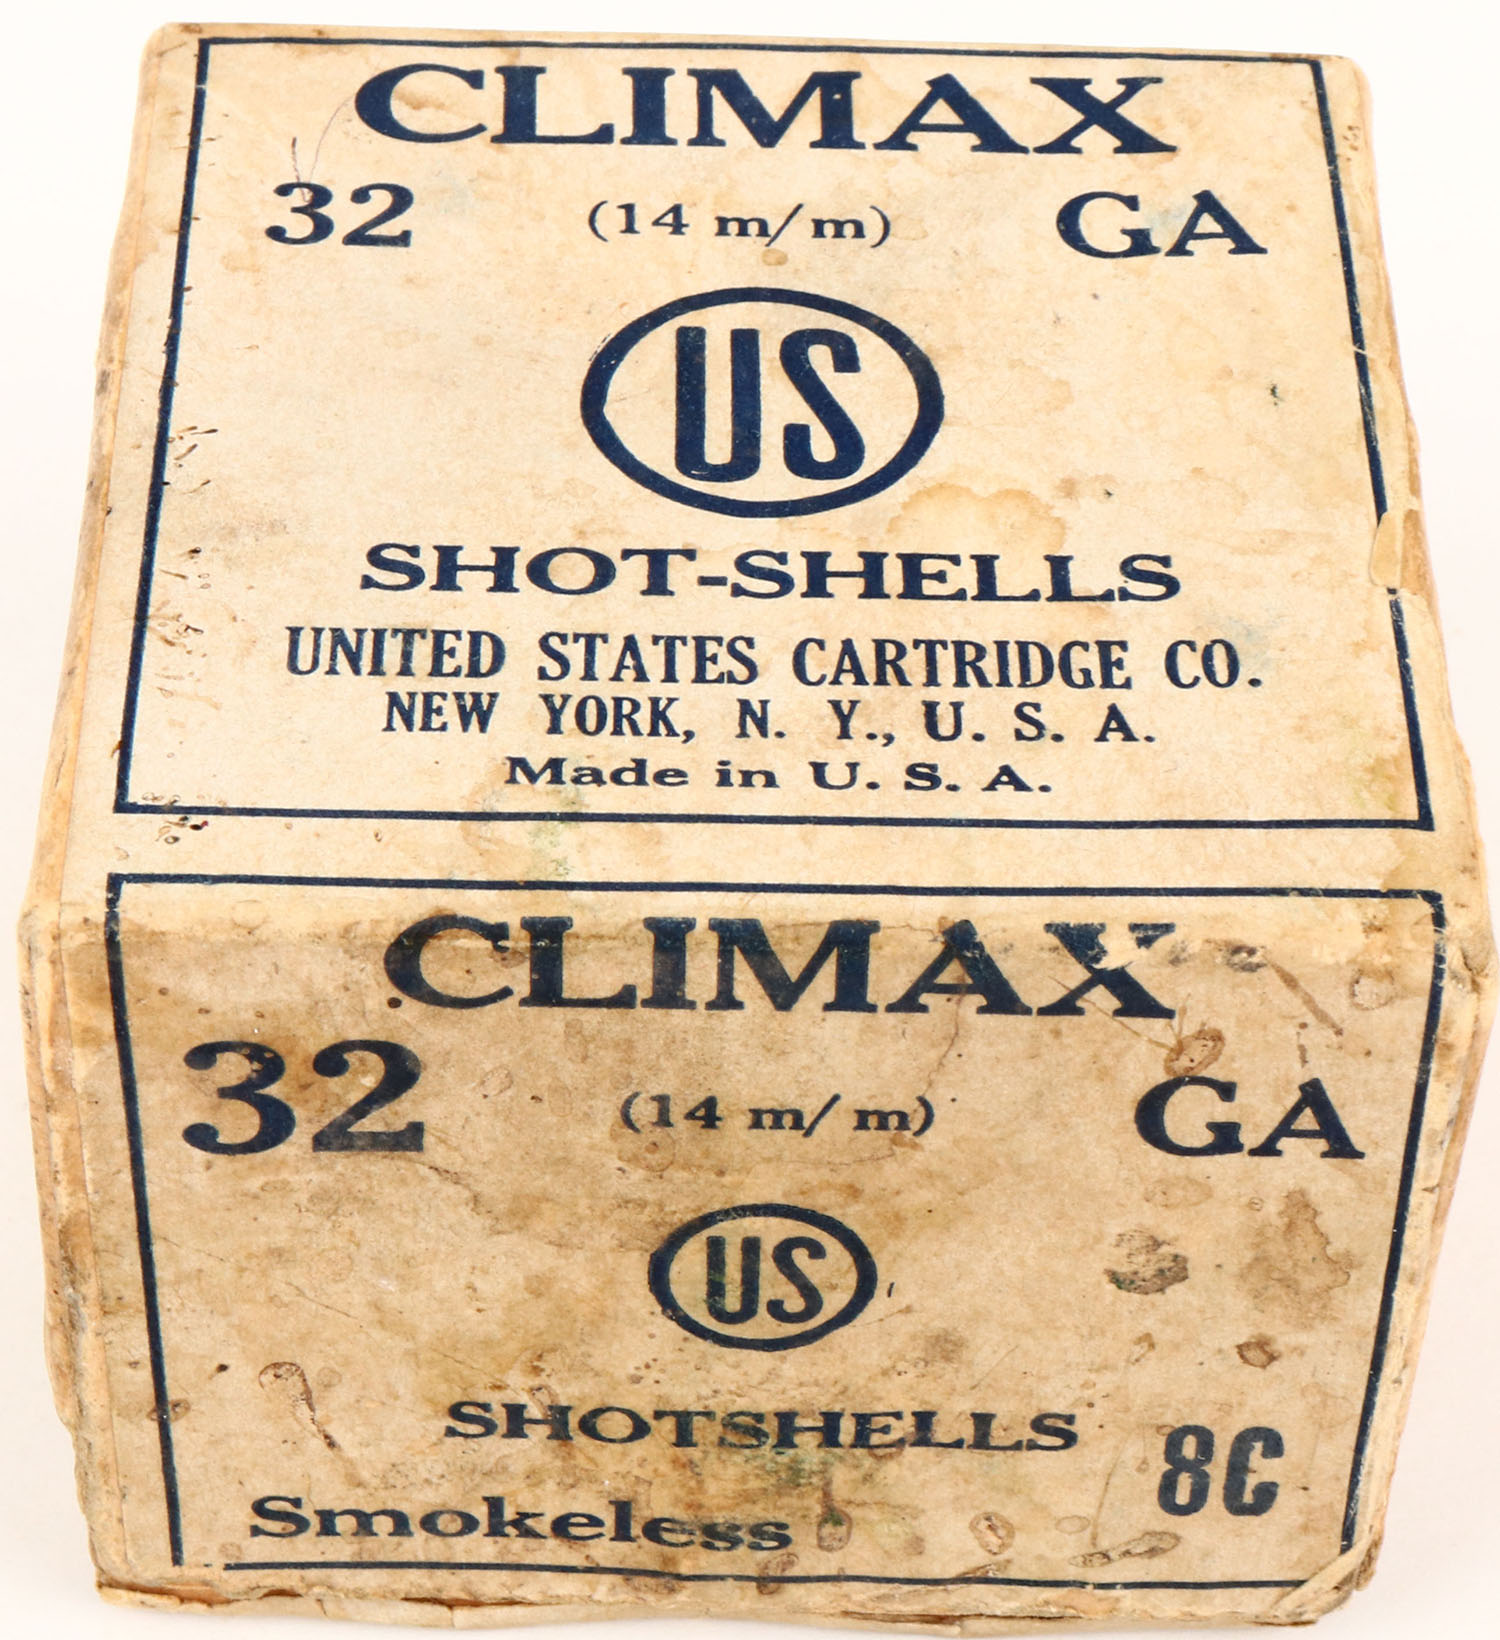 CLIMAX
32 (14 m/m) GA
US
SHOT-SHELLS
UNITED STATES CARTRIDGE CO.
NEW YORK, N. Y., U. S. A.
Made in U. S. A.
CLIMAX
32 (14 m/m) GA
US
SHOTSHELLS
8C
Smokeless